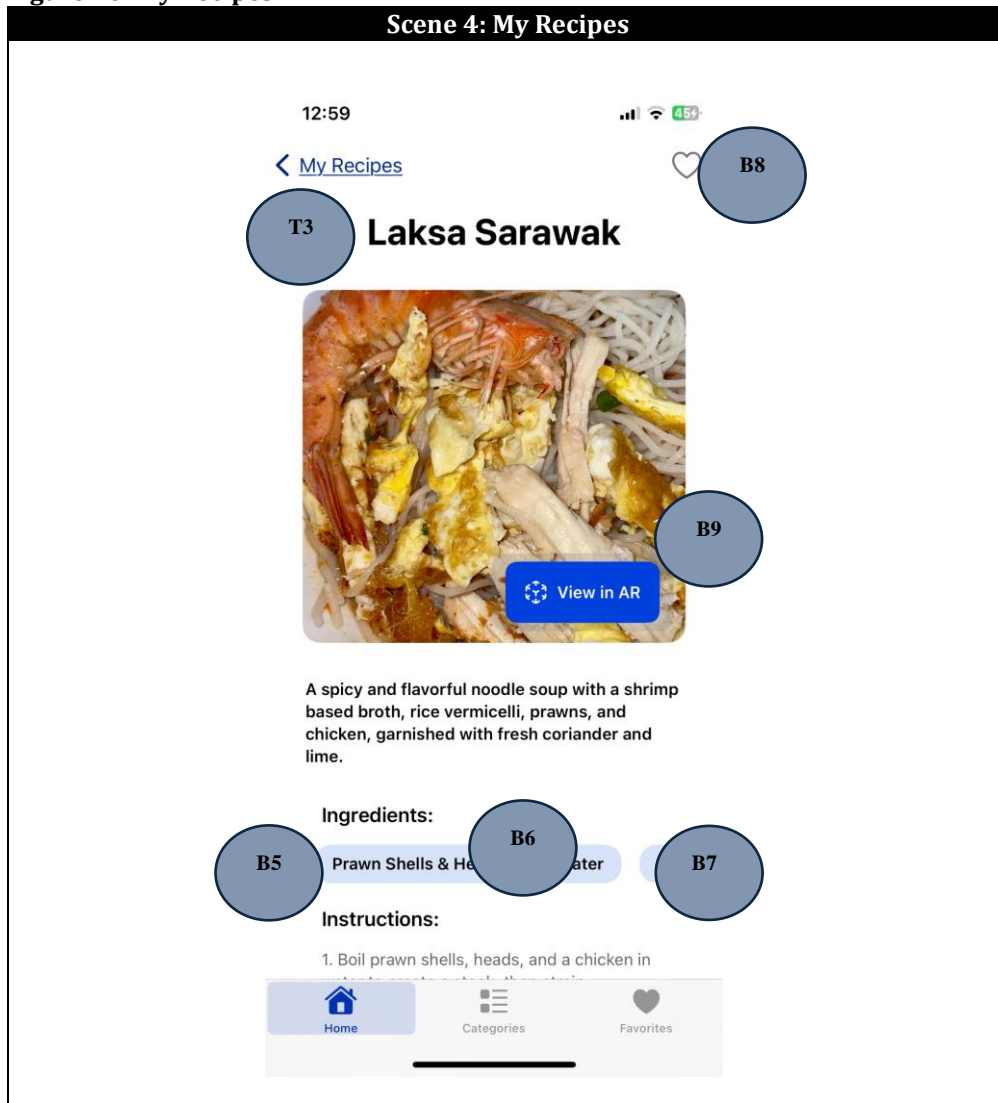 Scene 4: My Recipes
12:59
45
My Recipes
B8
T3
Laksa Sarawak
B9
View in AR
A spicy and flavorful noodle soup with a shrimp
based broth, rice vermicelli, prawns, and
chicken, garnished with fresh coriander and
lime.
Ingredients:
B6
B5
Prawn Shells &
B7
Instructions:
1. Boil prawn shells, heads, and a chicken in
Home
Categories
Favorites